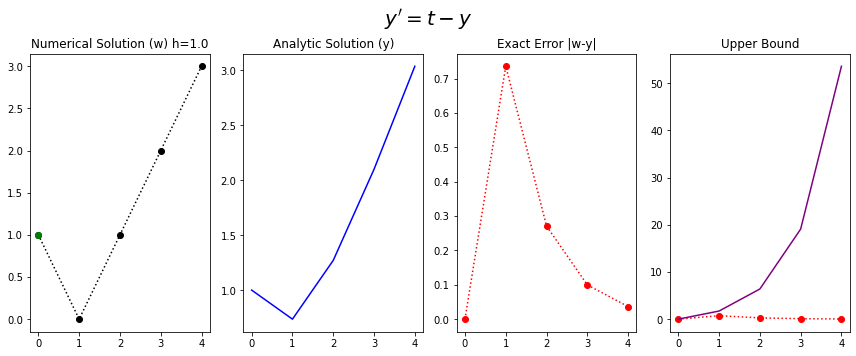 y′ = t − y
Numerical Solution (w) h=1.0
Analytic Solution (y)
Exact Error |w-y|
Upper Bound
3.0
2.5
2.0
1.5
1.0
0.5
0.0
0 1 2 3 4
3.0
2.5
2.0
1.5
1.0
0 1 2 3 4
0.7
0.6
0.5
0.4
0.3
0.2
0.1
0.0
0 1 2 3 4
50
40
30
20
10
0
0 1 2 3 4